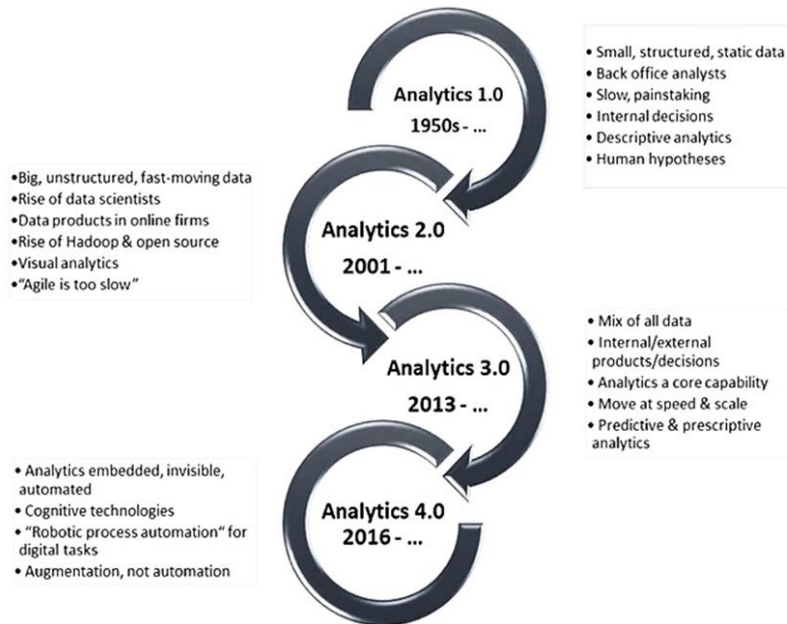 Analytics 1.0
1950s - ...
• Small, structured, static data
• Back office analysts
• Slow, painstaking
• Internal decisions
• Descriptive analytics
• Human hypotheses
•Big, unstructured, fast-moving data
•Rise of data scientists
•Data products in online firms
•Rise of Hadoop & open source
•Visual analytics
•“Agile is too slow”
Analytics 2.0
2001 - ...
Analytics 3.0
2013 - ...
• Mix of all data
• Internal/external
products/decisions
• Analytics a core capability
• Move at speed & scale
• Predictive & prescriptive
analytics
• Analytics embedded, invisible,
automated
• Cognitive technologies
• “Robotic process automation“ for
digital tasks
• Augmentation, not automation
Analytics 4.0
2016 - ...